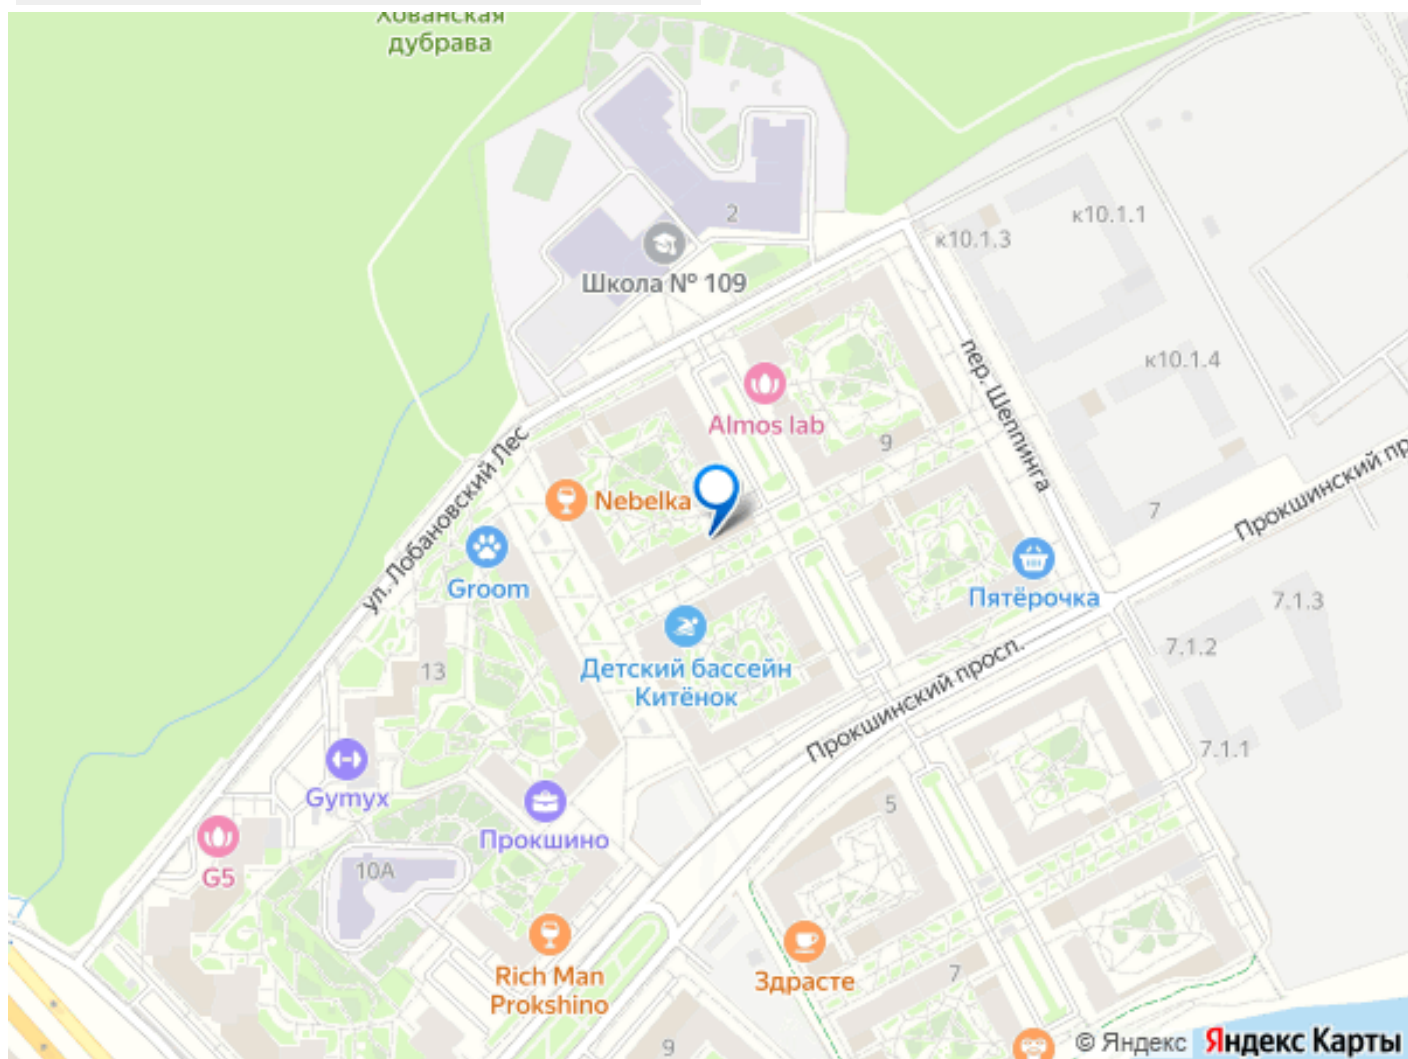 Хованская
дубрава
к10.1.1
2
к10.1.3
Школа № 109
пер. Шеппинга
к10.1.4
Almos lab
9
ул. Лобановский Лес
Nebelka
Прокшинский пр
7
Groom
Пятёрочка
7.1.3
7.1.2
13
Детский бассейн
Китёнок
Прокшинский просп.
7.1.1
Gymyx
5
Прокшино
G5
10А
Rich Man
Prokshino
Здрасте
7
9
© Яндекс Яндекс Карты